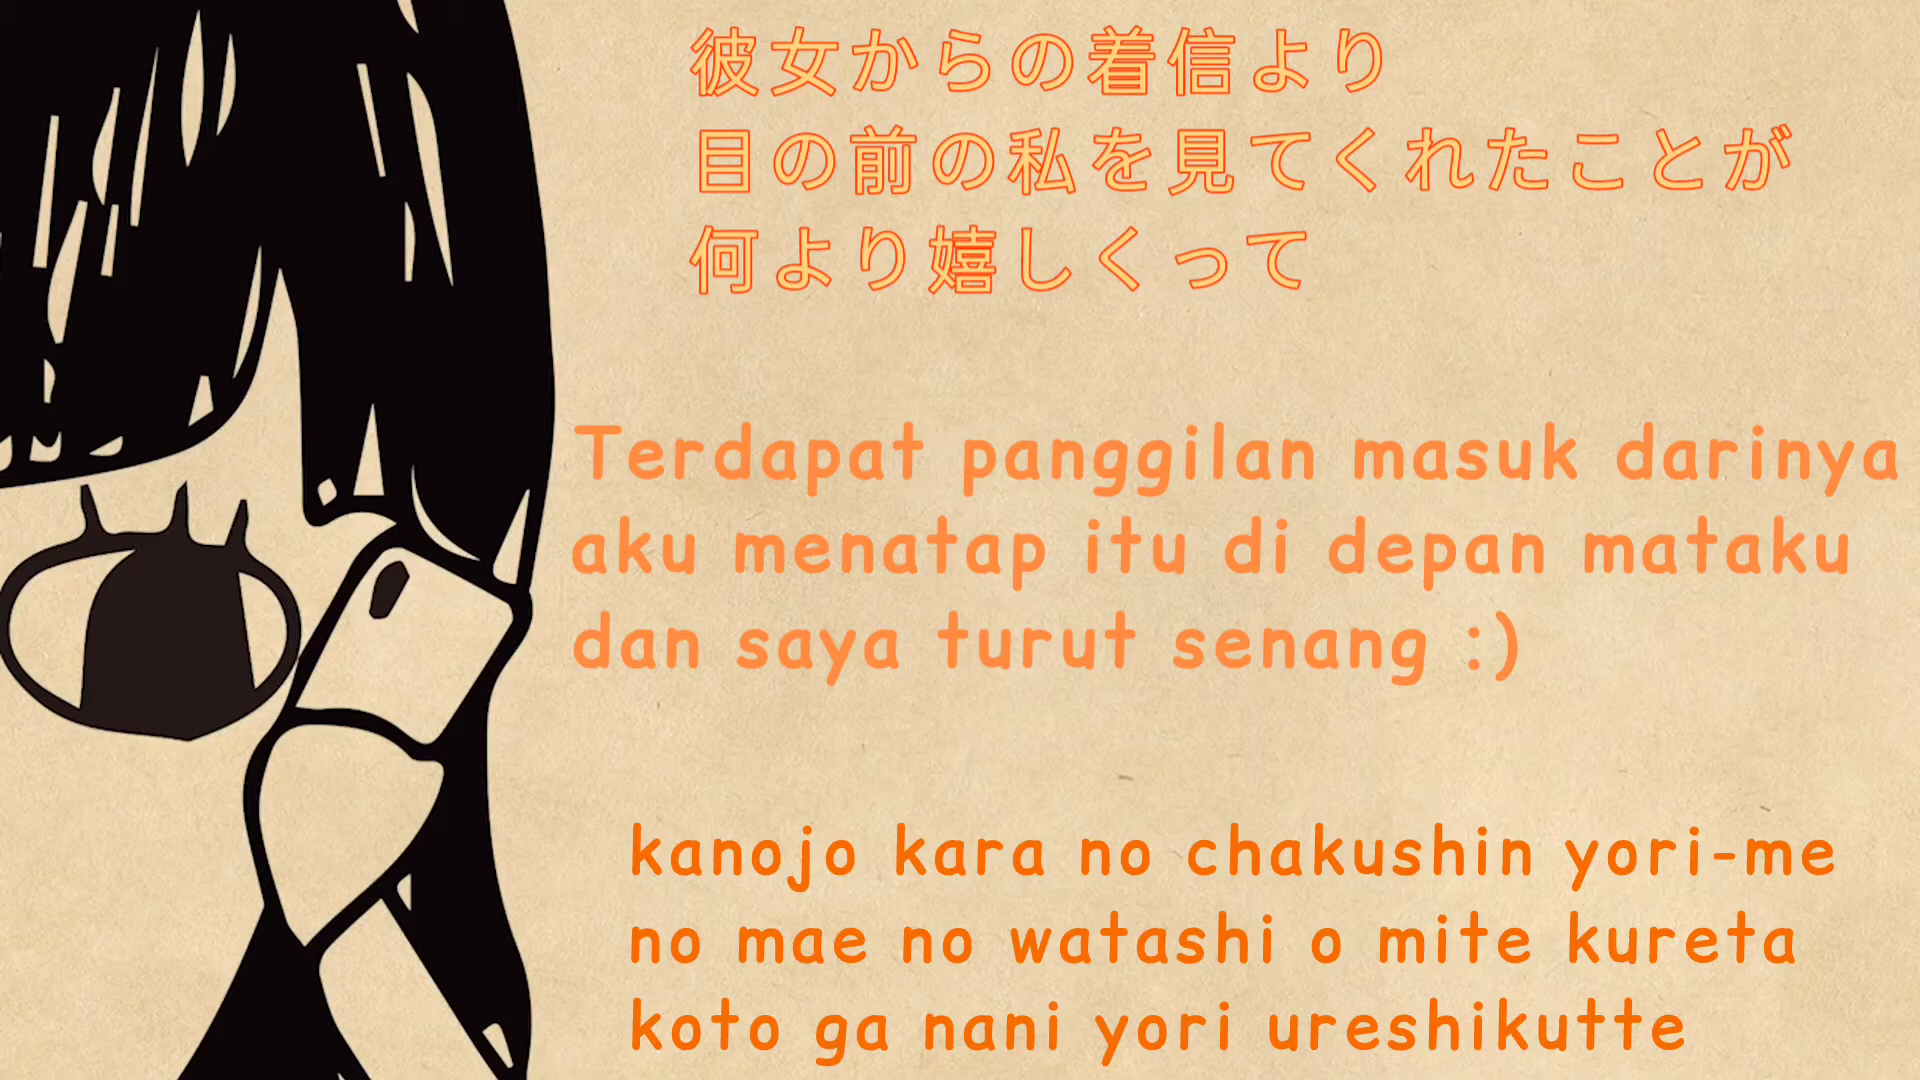 彼女からの着信より
目の前の私を見てくれたことが
何より嬉しくって
Terdapat panggilan masuk darinya
aku menatap itu di depan mataku
dan saya turut senang :)
kanojo kara no chakushin yori-me
no mae no watashi o mite kureta
koto ga nani yori ureshikutte